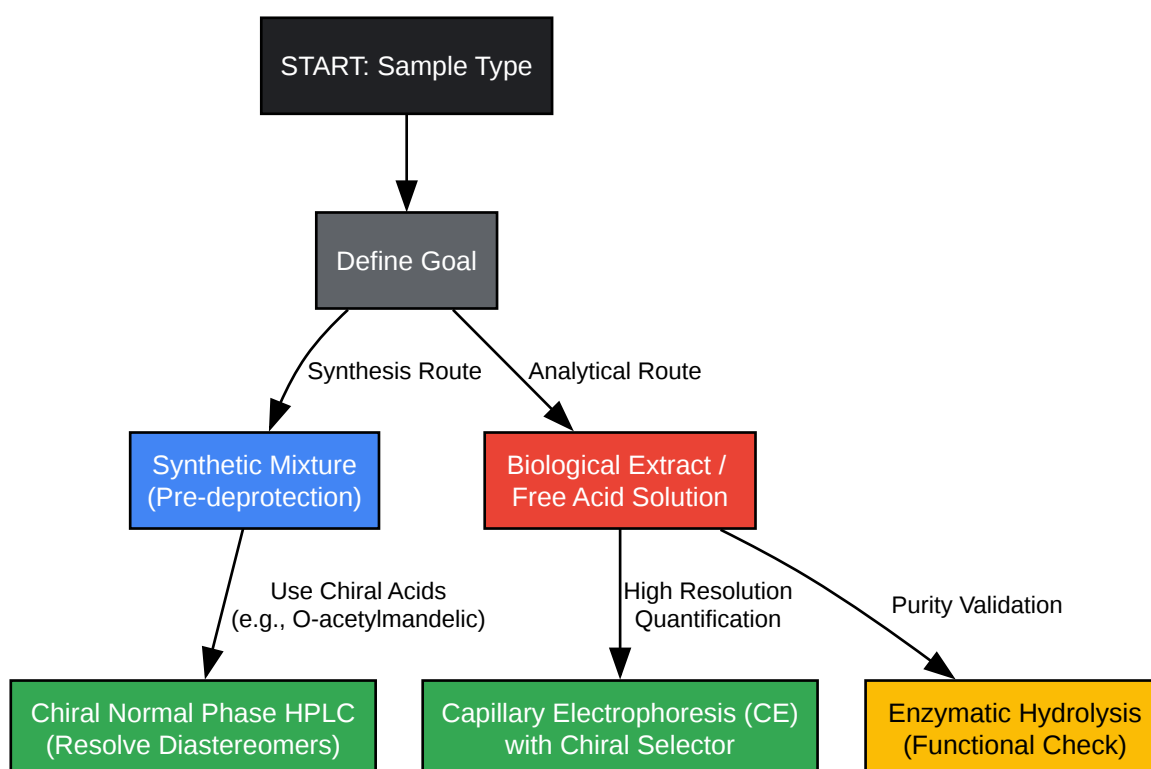 START: Sample Type
Define Goal
Synthesis Route
Analytical Route
Synthetic Mixture
(Pre-deprotection)
Biological Extract /
Free Acid Solution
Use Chiral Acids
(e.g., O-acetylmandelic)
High Resolution
Quantification
Purity Validation
Chiral Normal Phase HPLC
(Resolve Diastereomers)
Capillary Electrophoresis (CE)
with Chiral Selector
Enzymatic Hydrolysis
(Functional Check)